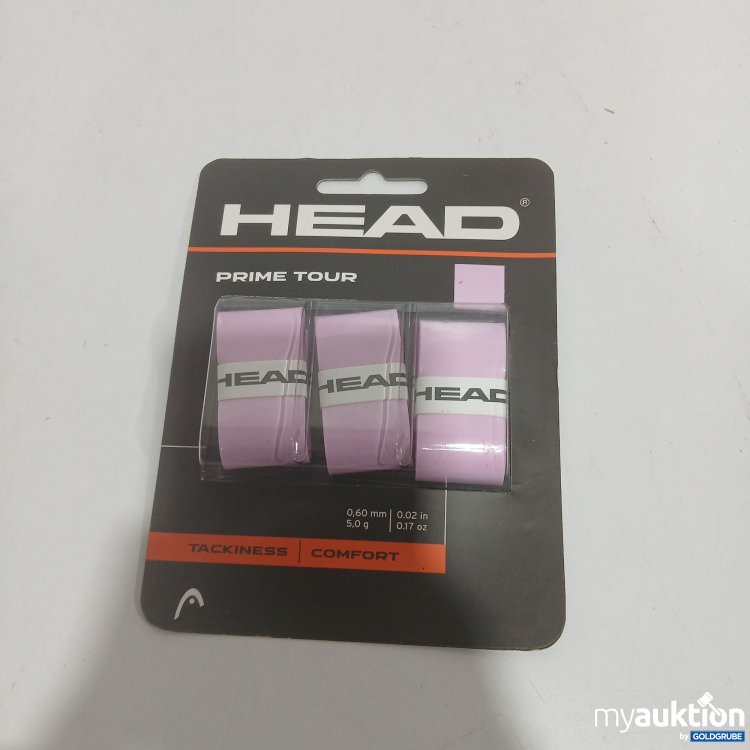 HEAD®
PRIME TOUR
HEAD HEAD HEAD
0,60 mm | 0.02 in
5,0 g | 0.17 oz
TACKINESS | COMFORT
myauktion
by GOLDGRUBE